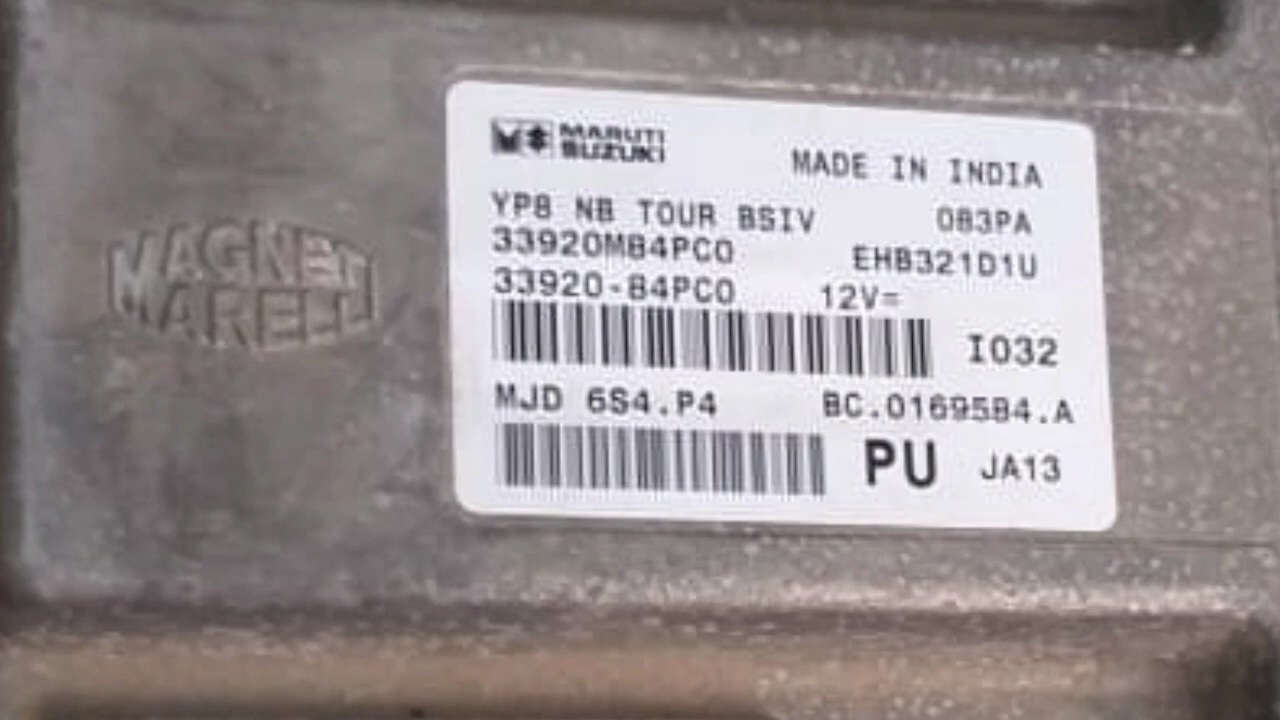 MAGNETI
MARELLI
MARUTI
SUZUKI
MADE IN INDIA
YP8 NB TOUR BSIV 083PA
33920M84PC0 EHB321D1U
33920-84PC0 12V=
I032
MJD 6S4.P4 BC.0169584.A
PU JA13